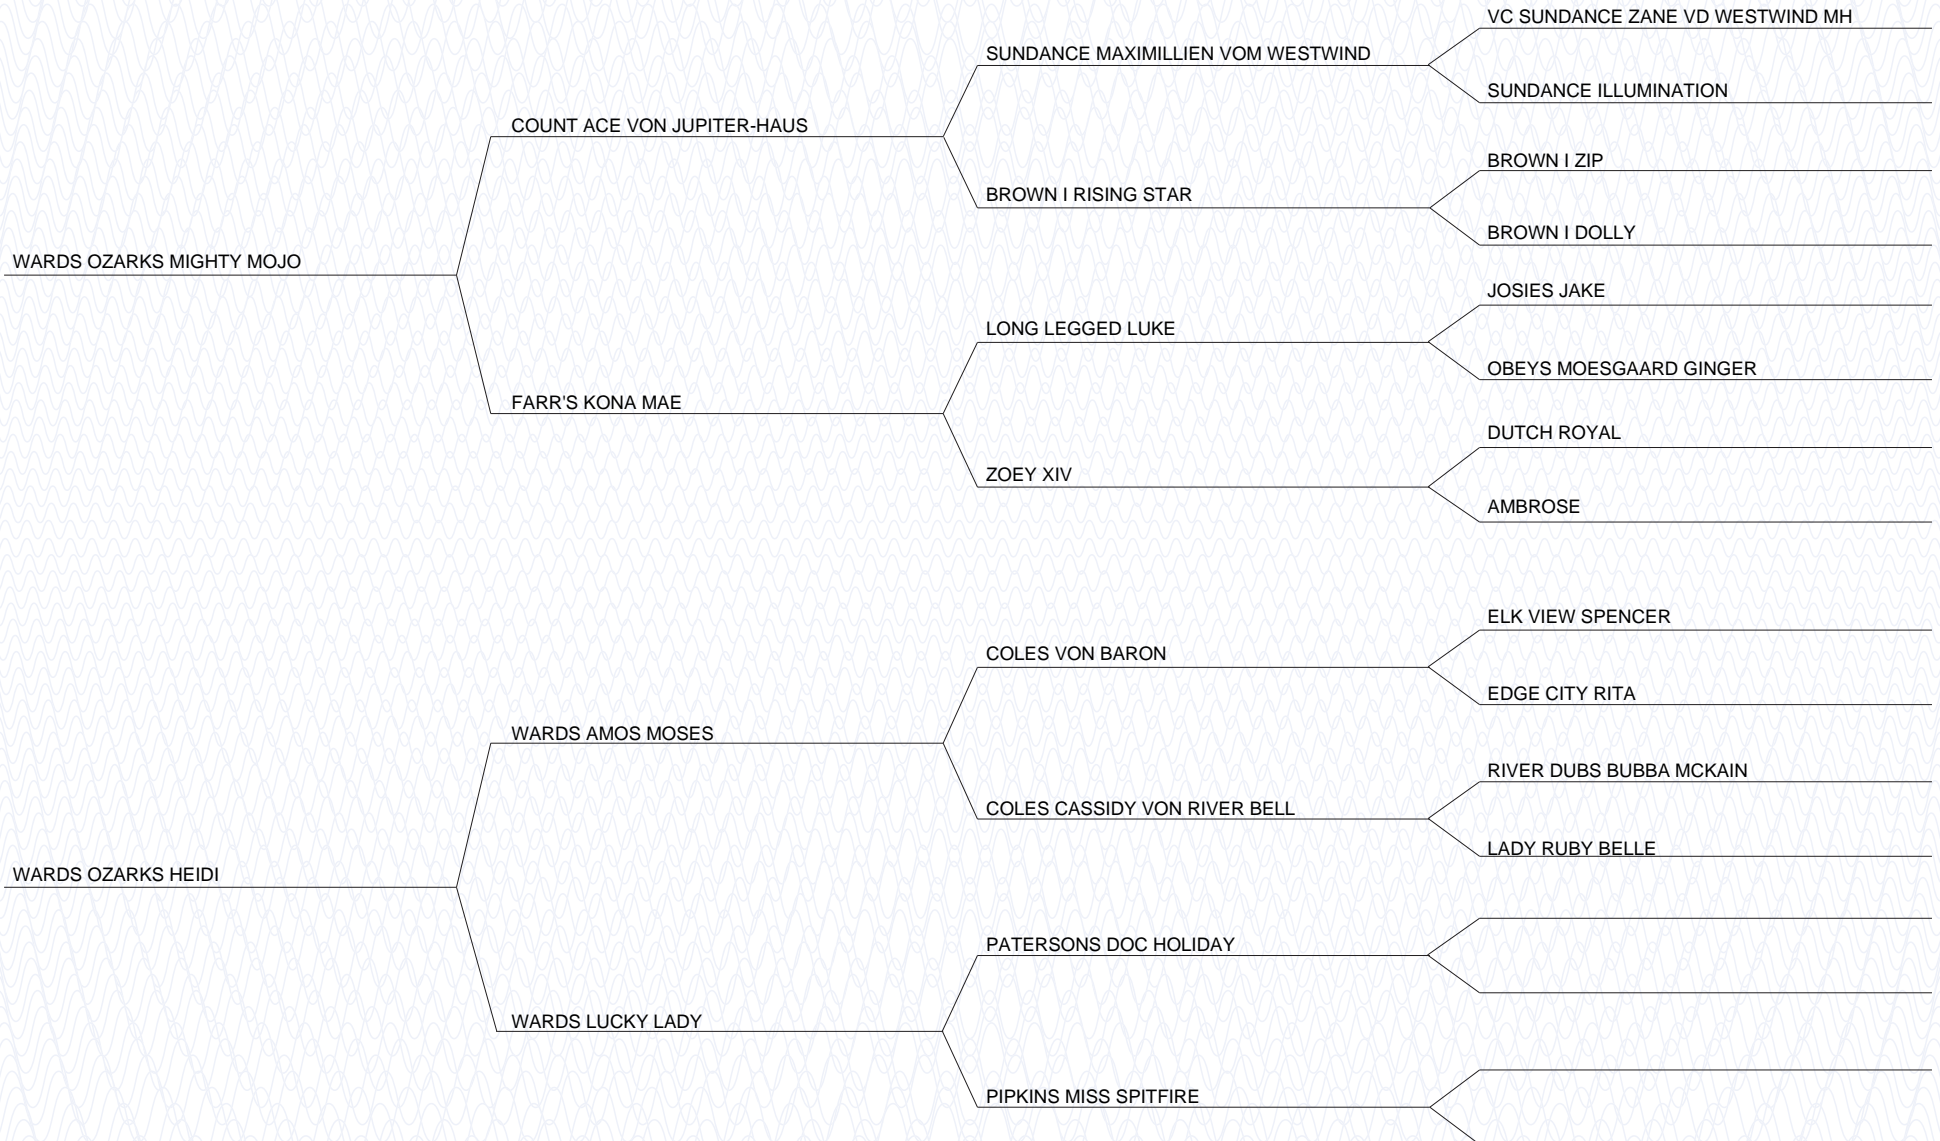 VC SUNDANCE ZANE VD WESTWIND MH
SUNDANCE MAXIMILLIEN VOM WESTWIND
SUNDANCE ILLUMINATION
COUNT ACE VON JUPITER-HAUS
BROWN I ZIP
BROWN I RISING STAR
BROWN I DOLLY
WARDS OZARKS MIGHTY MOJO
JOSIES JAKE
LONG LEGGED LUKE
OBEYS MOESGAARD GINGER
FARR'S KONA MAE
DUTCH ROYAL
ZOEY XIV
AMBROSE
ELK VIEW SPENCER
COLES VON BARON
EDGE CITY RITA
WARDS AMOS MOSES
RIVER DUBS BUBBA MCKAIN
COLES CASSIDY VON RIVER BELL
LADY RUBY BELLE
WARDS OZARKS HEIDI
PATERSONS DOC HOLIDAY
WARDS LUCKY LADY
PIPKINS MISS SPITFIRE